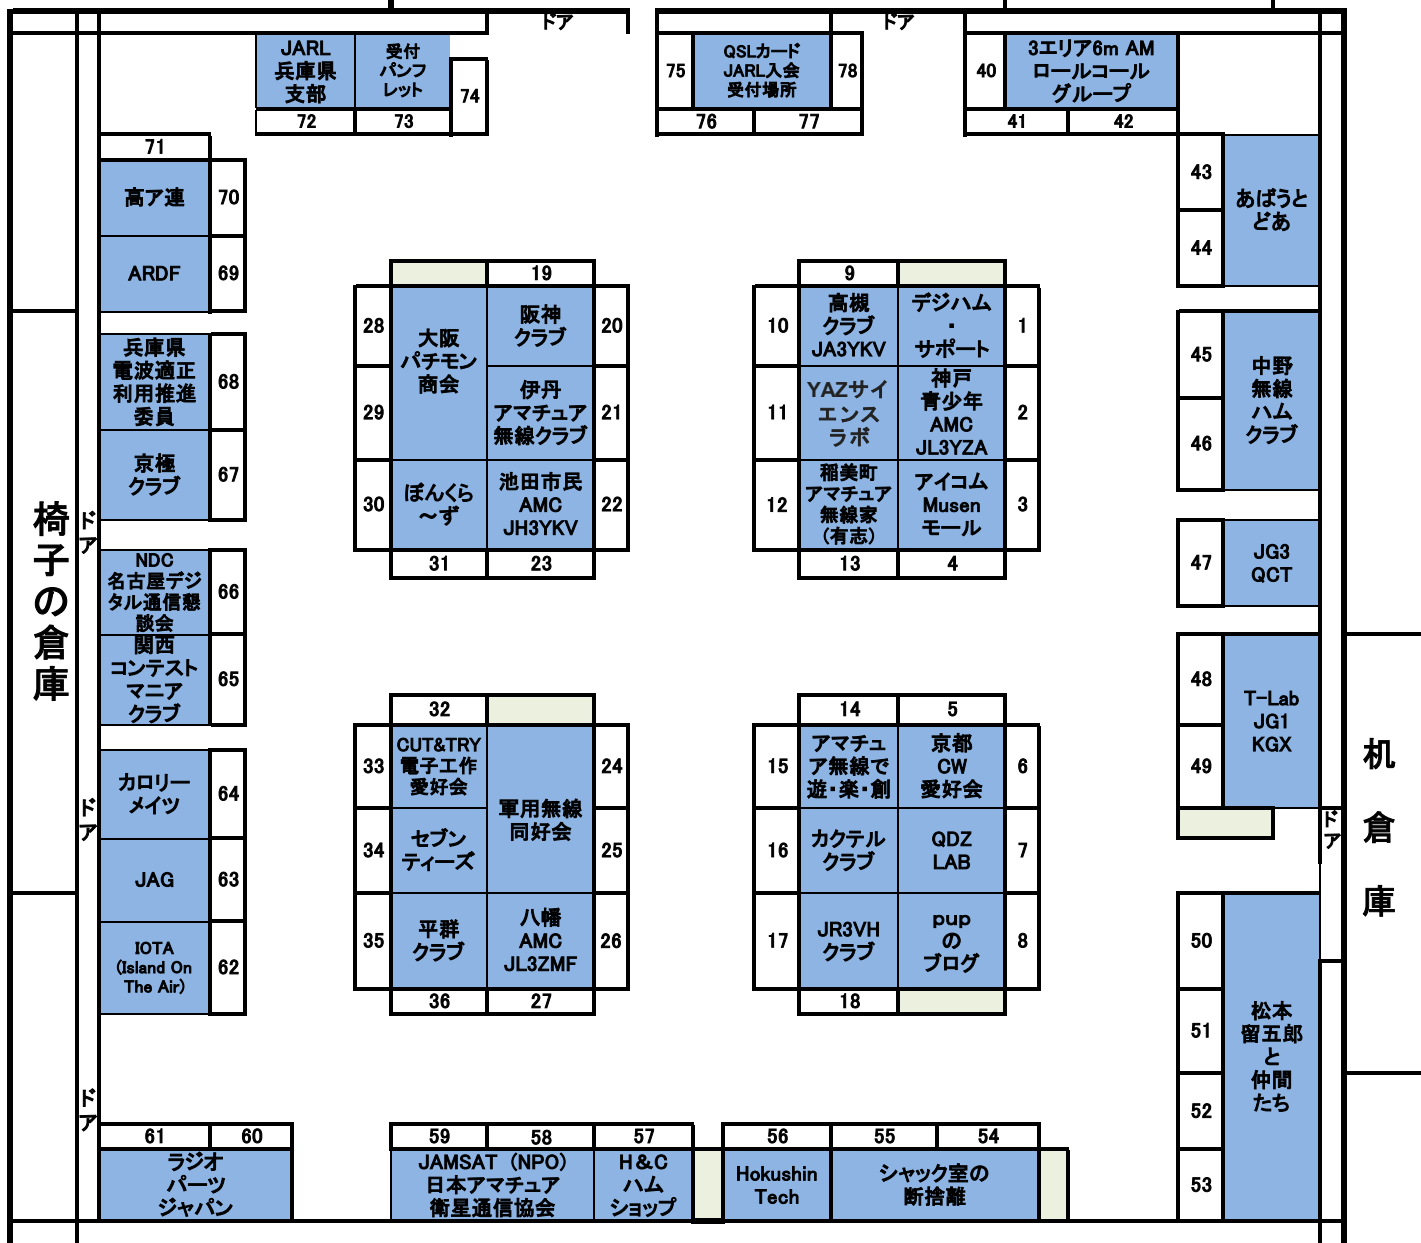 ドア
ドア
JARL
兵庫県
支部
受付
パンフ
レット
74
72
73
75
QSLカード
JARL入会
受付場所
78
76
77
40
3エリア6m AM
ロールコール
グループ
41
42
71
高ア連
70
ARDF
69
兵庫県
電波適正
利用推進
委員
68
京極
クラブ
67
椅子の倉庫
ドア
NDC
名古屋デジ
タル通信懇
談会
66
関西
コンテスト
マニア
クラブ
65
カロリー
メイツ
64
ドア
JAG
63
IOTA
(Island On
The Air)
62
ドア
19
28
大阪
パチモン
商会
阪神
クラブ
20
29
伊丹
アマチュア
無線クラブ
21
30
ぼんくら
～ず
池田市民
AMC
JH3YKV
22
31
23
9
10
高槻
クラブ
JA3YKV
デジハム
・
サポート
1
11
YAZサイ
エンス
ラボ
神戸
青少年
AMC
JL3YZA
2
12
稲美町
アマチュア
無線家
(有志)
アイコム
Musen
モール
3
13
4
43
44
あばうと
どあ
45
46
中野
無線
ハム
クラブ
47
JG3
QCT
48
49
T-Lab
JG1
KGX
机倉庫
ドア
32
33
CUT&TRY
電子工作
愛好会
24
軍用無線
同好会
34
セブン
ティーズ
25
35
平群
クラブ
八幡
AMC
JL3ZMF
26
36
27
14
5
15
アマチュ
ア無線で
遊・楽・創
京都
CW
愛好会
6
16
カクテル
クラブ
QDZ
LAB
7
17
JR3VH
クラブ
pup
の
ブログ
8
18
50
51
52
53
松本
留五郎
と
仲間
たち
61
60
ラジオ
パーツ
ジャパン
59
58
57
JAMSAT (NPO)
日本アマチュア
衛星通信協会
H&C
ハム
ショップ
56
55
54
Hokushin
Tech
シャック室の
断捨離